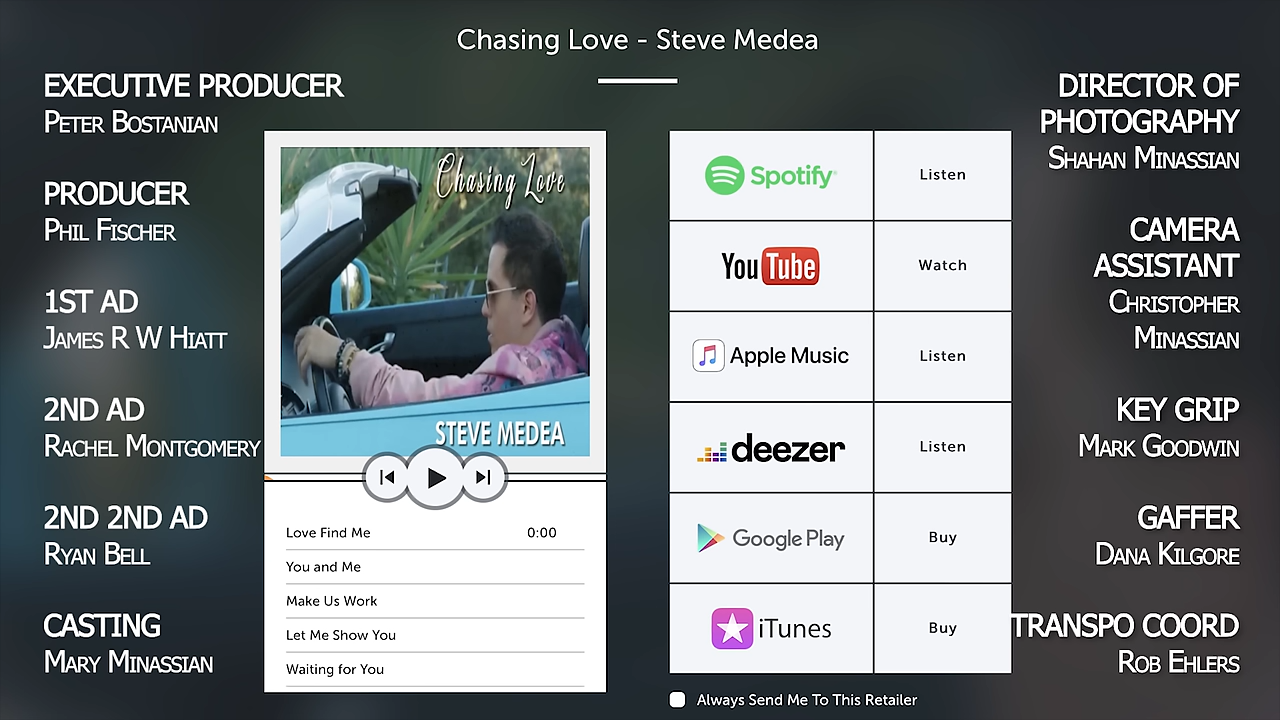 Chasing Love - Steve Medea
EXECUTIVE PRODUCER
PETER BOSTANIAN
PRODUCER
PHIL FISCHER
1ST AD
JAMES R W HIATT
2ND AD
RACHEL MONTGOMERY
2ND 2ND AD
RYAN BELL
CASTING
MARY MINASSIAN
Chasing Love
STEVE MEDEA
Love Find Me 0:00
You and Me
Make Us Work
Let Me Show You
Waiting for You
Spotify Listen
YouTube Watch
Apple Music Listen
deezer Listen
Google Play Buy
iTunes Buy
Always Send Me To This Retailer
DIRECTOR OF
PHOTOGRAPHY
SHAHAN MINASSIAN
CAMERA
ASSISTANT
CHRISTOPHER
MINASSIAN
KEY GRIP
MARK GOODWIN
GAFFER
DANA KILGORE
TRANSPO COORD
ROB EHLERS